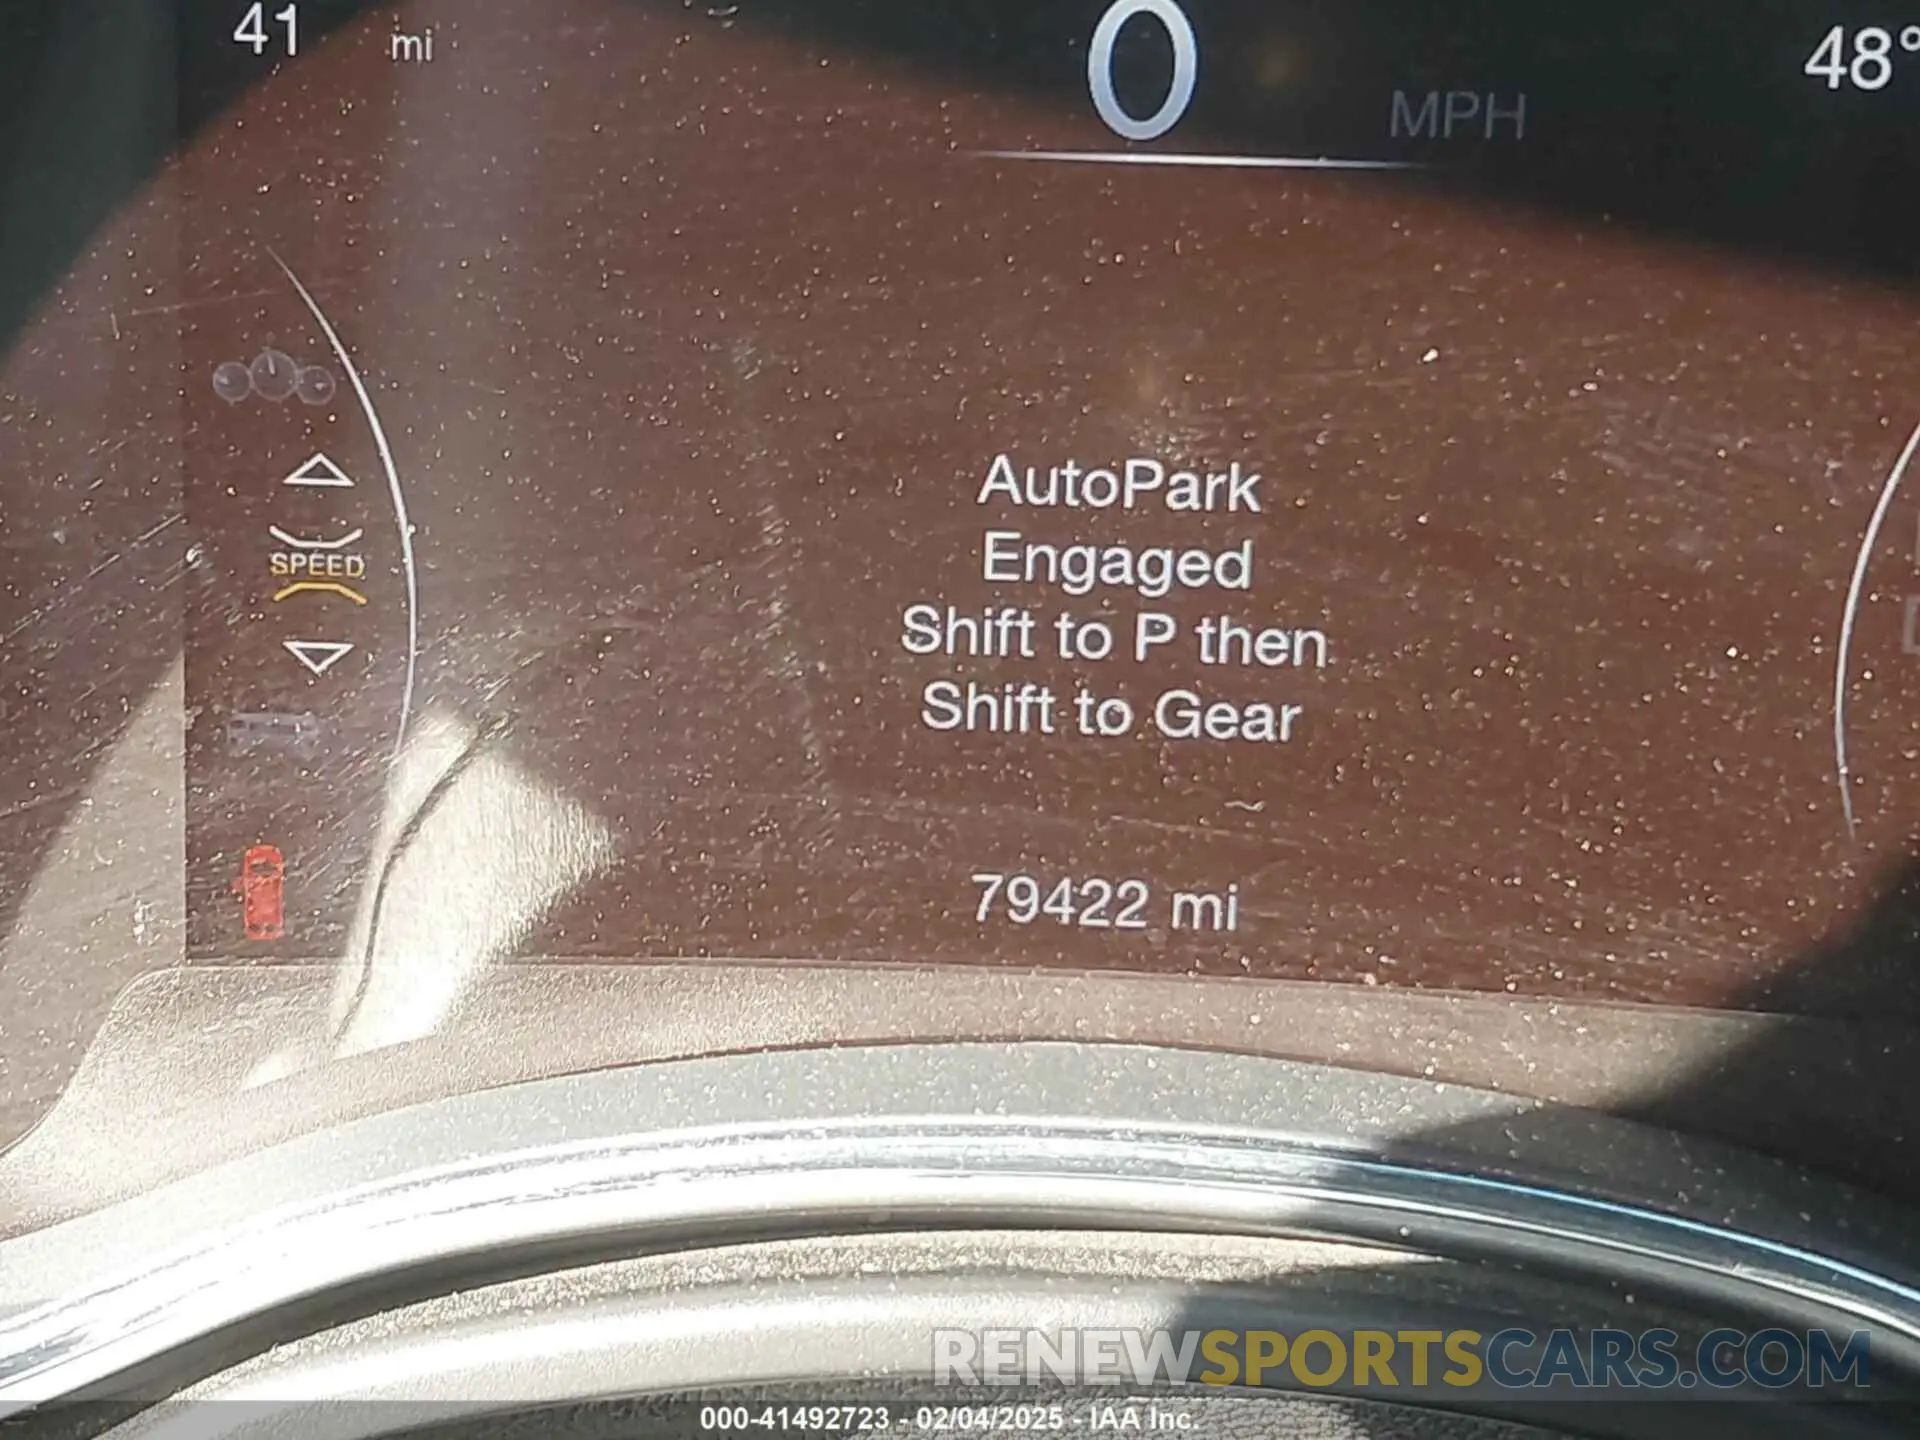 41 mi
0 MPH
48°
SPEED
AutoPark
Engaged
Shift to P then
Shift to Gear
79422 mi
RENEWSPORTSCARS.COM
000-41492723 - 02/04/2025 - IAA Inc.